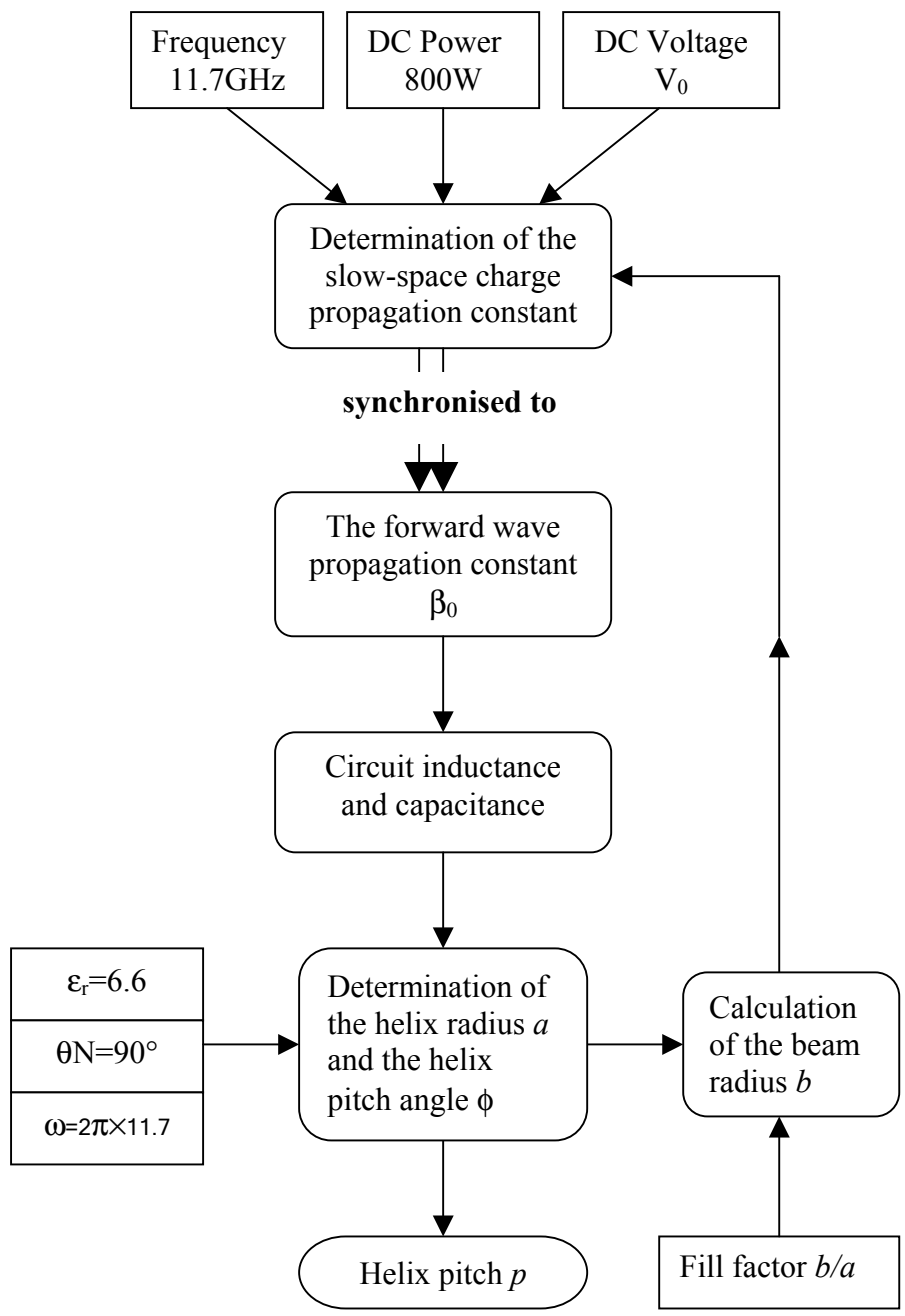 Frequency
11.7GHz
DC Power
800W
DC Voltage
V₀
Determination of the
slow-space charge
propagation constant
synchronised to
The forward wave
propagation constant
β₀
Circuit inductance
and capacitance
εᵣ=6.6
θN=90°
ω=2π×11.7
Determination of
the helix radius a
and the helix
pitch angle ϕ
Calculation
of the beam
radius b
Helix pitch p
Fill factor b/a